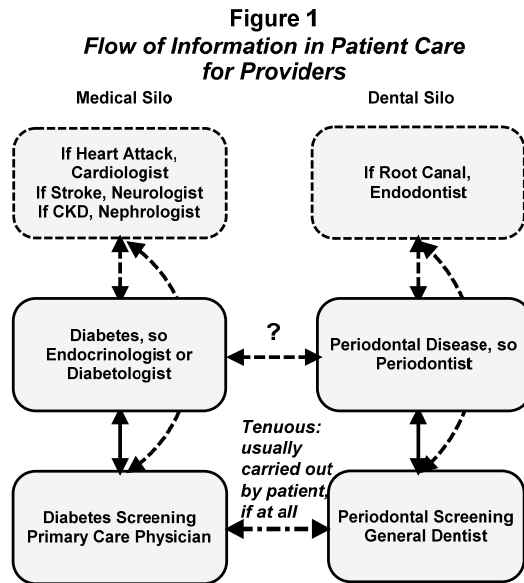 Figure 1
Flow of Information in Patient Care
for Providers
Medical Silo
Dental Silo
If Heart Attack,
Cardiologist
If Stroke, Neurologist
If CKD, Nephrologist
If Root Canal,
Endodontist
Diabetes, so
Endocrinologist or
Diabetologist
?
Periodontal Disease, so
Periodontist
Tenuous:
usually
carried out
by patient,
if at all
Diabetes Screening
Primary Care Physician
Periodontal Screening
General Dentist